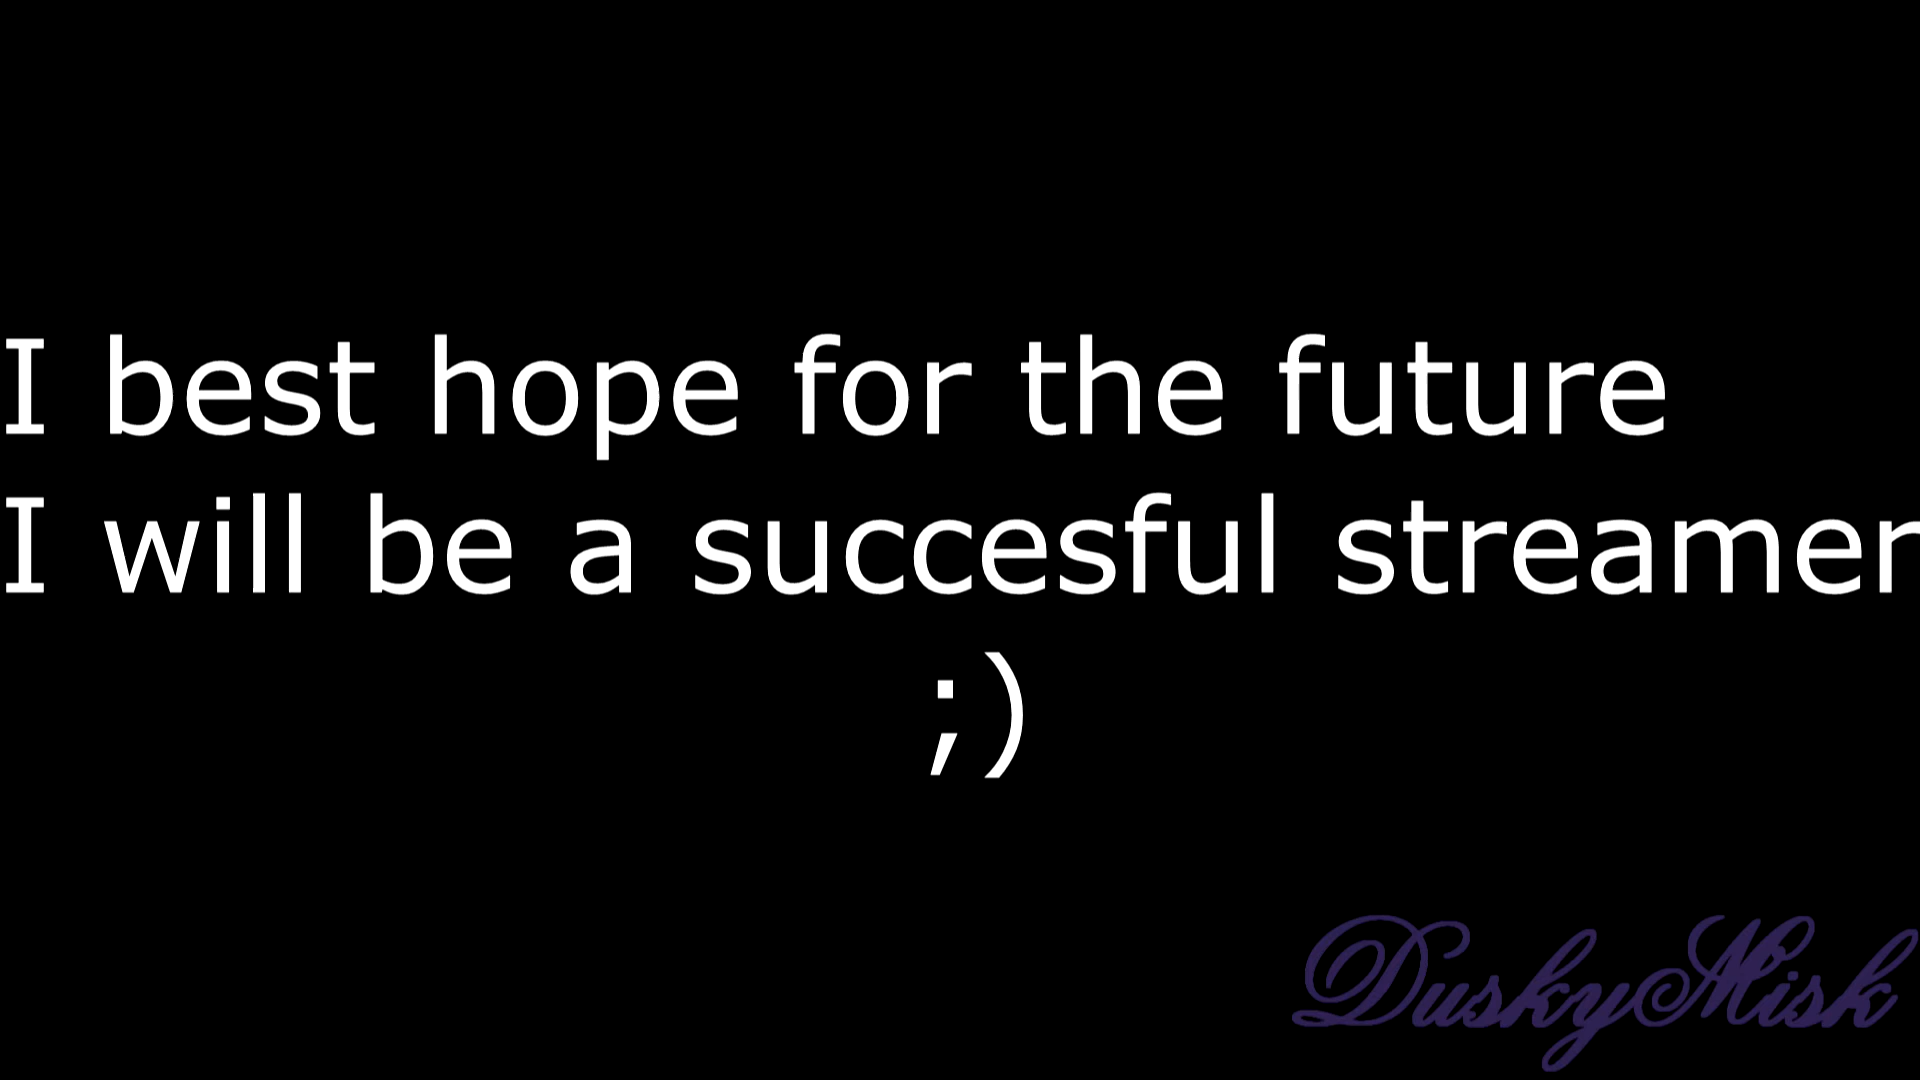 I best hope for the future
I will be a succesful streamer
;)
DuskyMisk